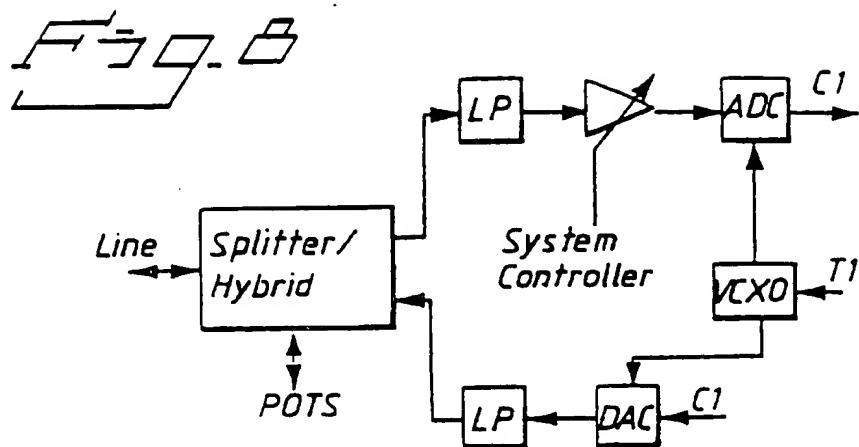 Fig. 8
LP
ADC
C1
Line
Splitter/
Hybrid
System
Controller
VCXO
T1
POTS
LP
DAC
C1